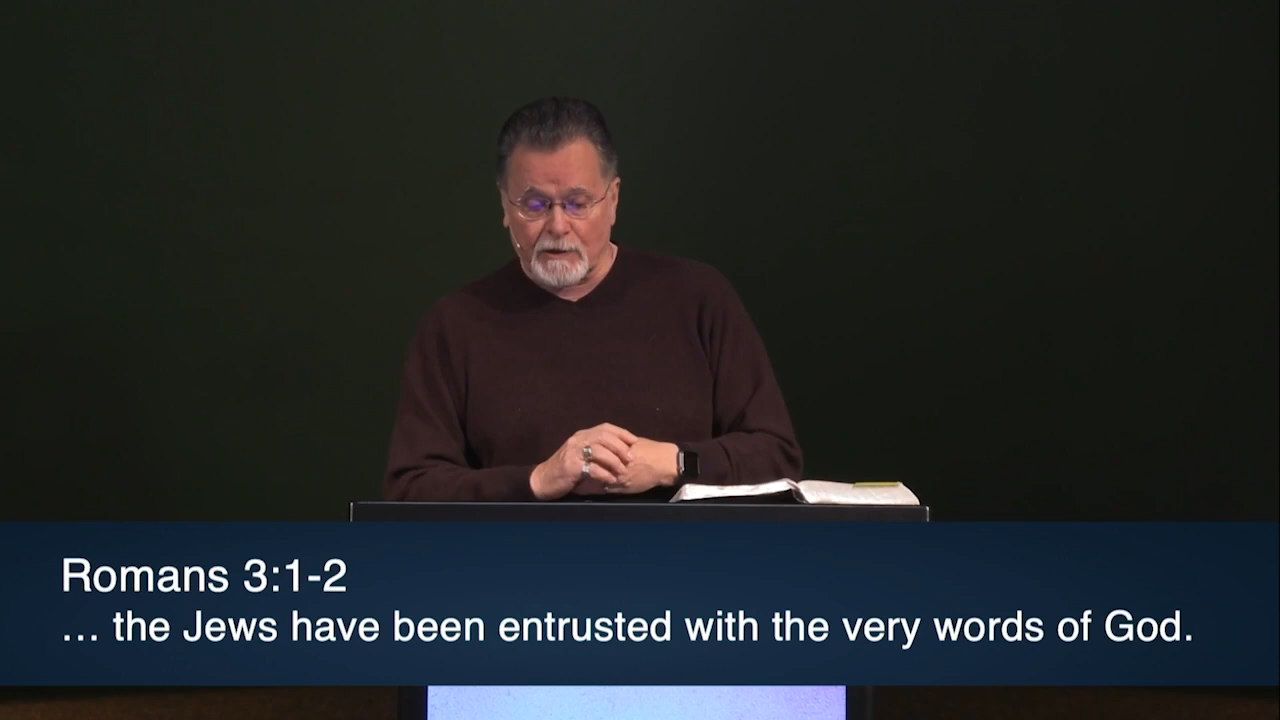 Romans 3:1-2
… the Jews have been entrusted with the very words of God.